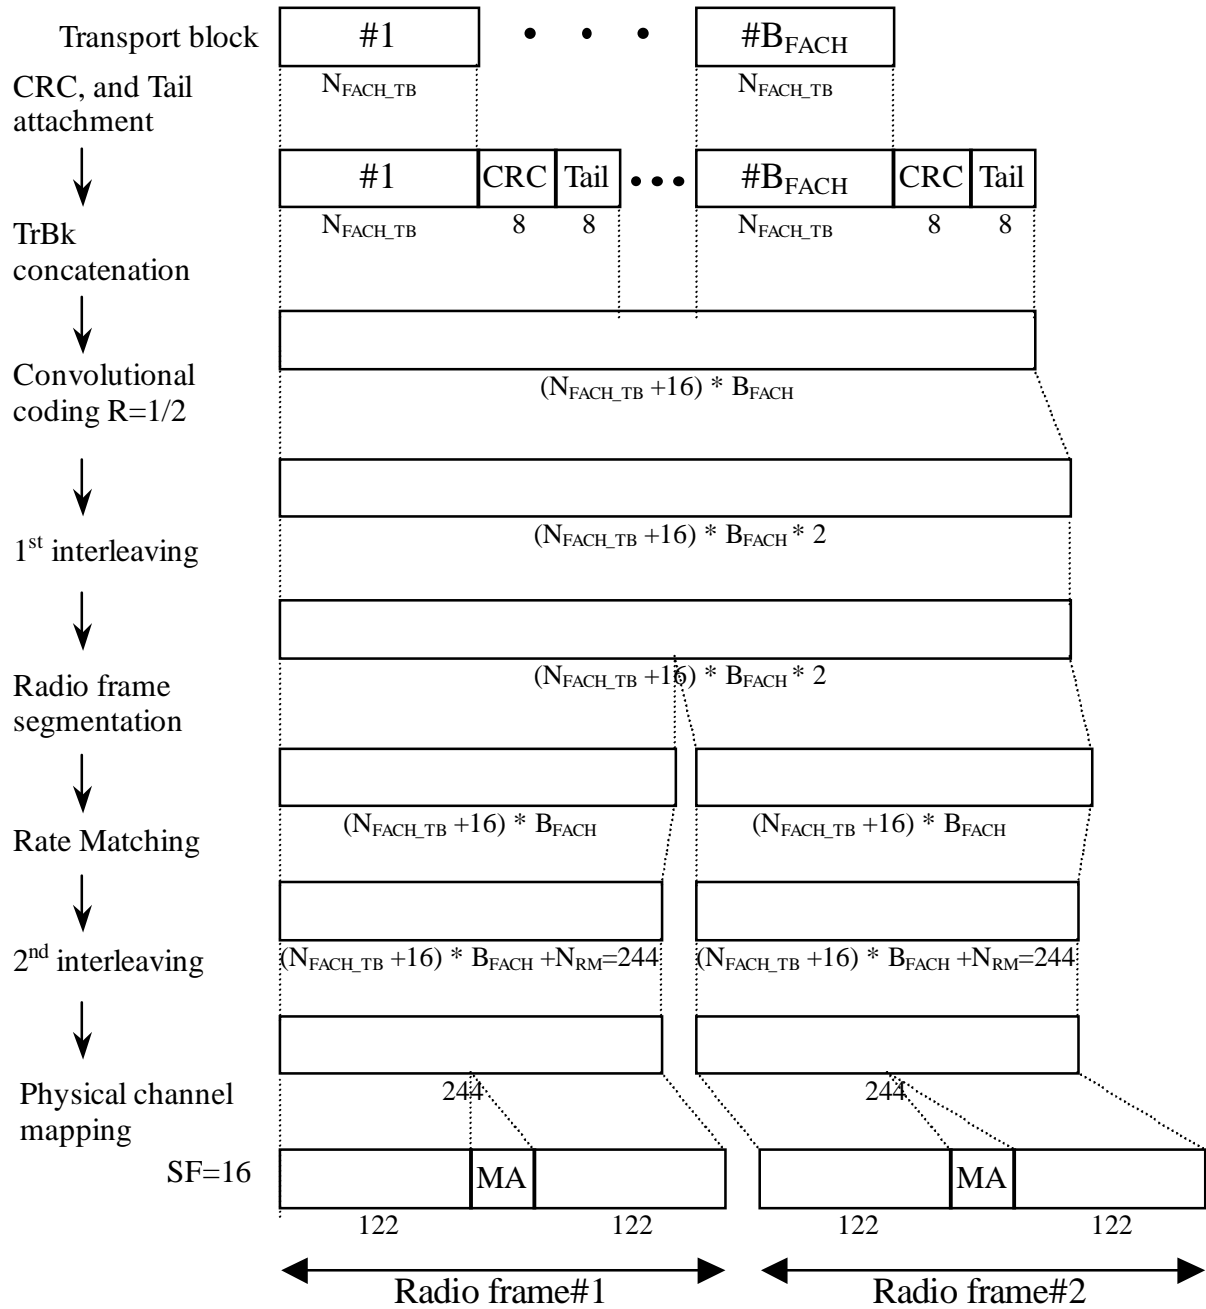 Transport block #1 • • • #B_FACH
N_FACH_TB N_FACH_TB
CRC, and Tail
attachment
#1 CRC Tail ••• #B_FACH CRC Tail
N_FACH_TB 8 8 N_FACH_TB 8 8
TrBk
concatenation
(N_FACH_TB +16) * B_FACH
Convolutional
coding R=1/2
(N_FACH_TB +16) * B_FACH * 2
1st interleaving
(N_FACH_TB +16) * B_FACH * 2
Radio frame
segmentation
(N_FACH_TB +16) * B_FACH (N_FACH_TB +16) * B_FACH
Rate Matching
(N_FACH_TB +16) * B_FACH +N_RM=244 (N_FACH_TB +16) * B_FACH +N_RM=244
2nd interleaving
244 244
Physical channel
mapping
SF=16 MA MA
122 122 122 122
Radio frame#1 Radio frame#2